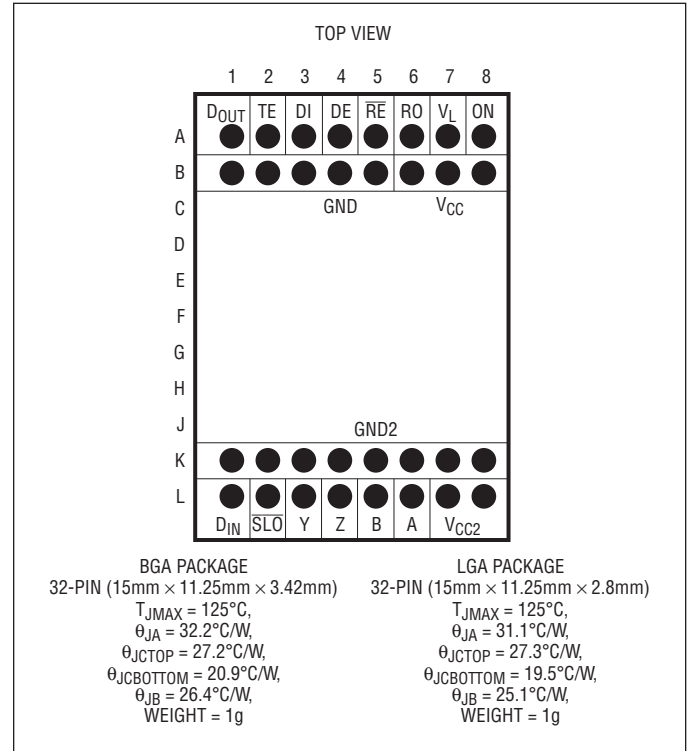 TOP VIEW
1 2 3 4 5 6 7 8
DOUT TE DI DE R̅E̅ RO VL ON
A
B
C GND VCC
D
E
F
G
H
J GND2
K
L
DIN S̅L̅O̅ Y Z B A VCC2
BGA PACKAGE
32-PIN (15mm × 11.25mm × 3.42mm)
TJMAX = 125°C,
θJA = 32.2°C/W,
θJCTOP = 27.2°C/W,
θJCBOTTOM = 20.9°C/W,
θJB = 26.4°C/W,
WEIGHT = 1g
LGA PACKAGE
32-PIN (15mm × 11.25mm × 2.8mm)
TJMAX = 125°C,
θJA = 31.1°C/W,
θJCTOP = 27.3°C/W,
θJCBOTTOM = 19.5°C/W,
θJB = 25.1°C/W,
WEIGHT = 1g